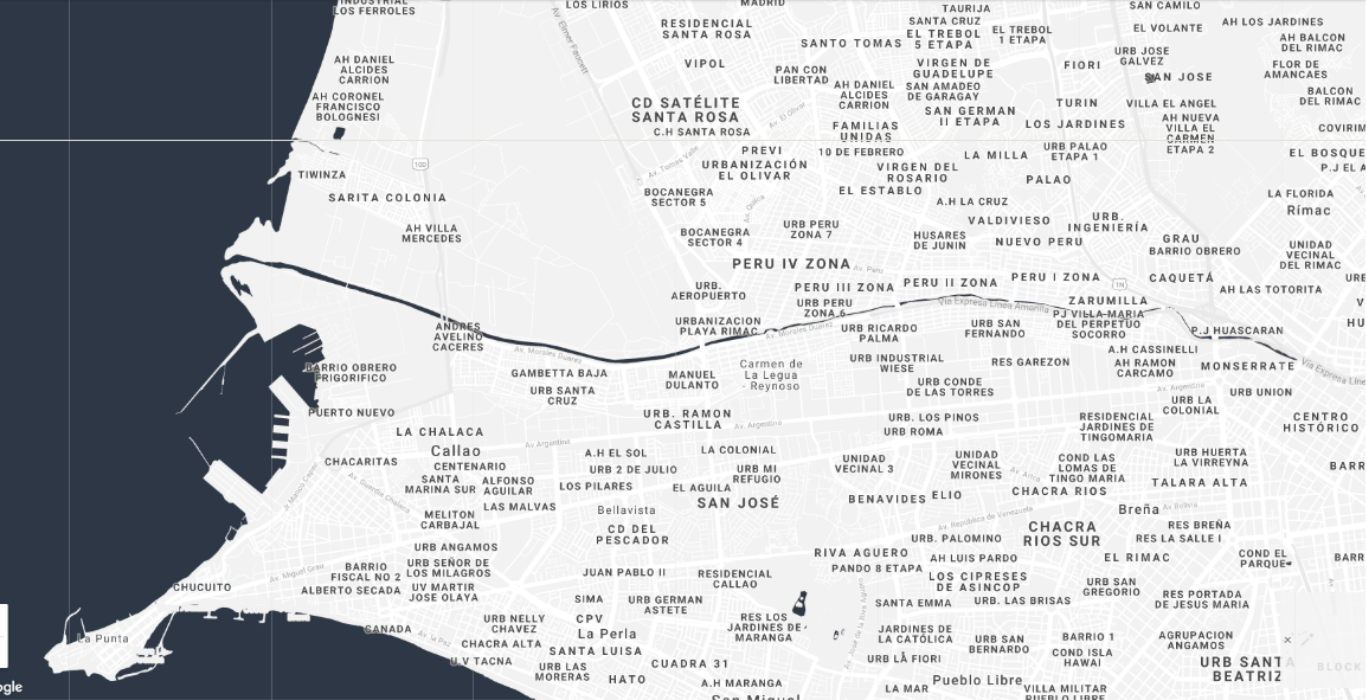 INDUSTRIAL
LOS FERROLES
LOS LIRIOS
MADRID
TAURIJA
SAN CAMILO
RESIDENCIAL
SANTA ROSA
SANTA CRUZ
EL TREBOL
5 ETAPA
EL TREBOL
1 ETAPA
EL VOLANTE
AH LOS JARDINES
SANTO TOMAS
AH BALCON
DEL RIMAC
Av. Elmer Faucett
URB JOSE
GALVEZ
AH DANIEL
ALCIDES
CARRION
VIPOL
PAN CON
LIBERTAD
VIRGEN DE
GUADEPUPE
FIORI
SAN JOSE
FLOR DE
AMANCAES
AH DANIEL
ALCIDES
CARRION
SAN AMADEO
DE GARAGAY
BALCON
DEL RIMAC
AH CORONEL
FRANCISCO
BOLOGNESI
CD SATÉLITE
SANTA ROSA
C.H SANTA ROSA
Av. El Olivar
SAN GERMAN
II ETAPA
TURIN
VILLA EL ANGEL
AH NUEVA
VILLA EL
CARMEN
ETAPA 2
FAMILIAS
UNIDAS
LOS JARDINES
COVIRIM
100
Av. Tomas Valle
PREVI
URBANIZACIÓN
EL OLIVAR
10 DE FEBRERO
LA MILLA
URB PALAO
ETAPA 1
EL BOSQUE
P.J EL A
TIWINZA
VIRGEN DEL
ROSARIO
PALAO
SARITA COLONIA
BOCANEGRA
SECTOR 5
EL ESTABLO
A.H LA CRUZ
LA FLORIDA
Rímac
Av. Quilca
AH VILLA
MERCEDES
BOCANEGRA
SECTOR 4
URB PERU
ZONA 7
HUSARES
DE JUNIN
VALDIVIESO
URB.
INGENIERÍA
NUEVO PERU
GRAU
BARRIO OBRERO
UNIDAD
VECINAL
DEL RIMAC
PERU IV ZONA
Av. Peru
PERU I ZONA
1N
CAQUETÁ
URB.
AEROPUERTO
PERU III ZONA
PERU II ZONA
AH LAS TOTORITA
URB PERU
ZONA 6
Vía Expresa Línea Amarilla
ZARUMILLA
PJ VILLA MARIA
DEL PERPETUO
SOCORRO
ANDRES
AVELINO
CACERES
URBANIZACION
PLAYA RIMAC
Av. Morales Duarez
URB RICARDO
PALMA
URB SAN
FERNANDO
P.J HUASCARAN
HU
Av. Morales Duarez
A.H CASSINELLI
BARRIO OBRERO
FRIGORIFICO
GAMBETTA BAJA
Carmen de
La Legua
- Reynoso
URB INDUSTRIAL
WIESE
RES GAREZON
AH RAMON
CARCAMO
MONSERRATE
Vía Expresa Líne
URB SANTA
CRUZ
MANUEL
DULANTO
URB CONDE
DE LAS TORRES
Av. Argentina
URB UNION
PUERTO NUEVO
URB. RAMON
CASTILLA
Av. Argentina
URB. LOS PINOS
URB ROMA
RESIDENCIAL
JARDINES DE
TINGOMARIA
URB LA
COLONIAL
CENTRO
HISTÓRICO
LA CHALACA
Callao
Av Argentina
A.H EL SOL
LA COLONIAL
CHACARITAS
CENTENARIO
URB 2 DE JULIO
URB MI
REFUGIO
UNIDAD
VECINAL 3
UNIDAD
VECINAL
MIRONES
COND LAS
LOMAS DE
TINGO MARIA
URB HUERTA
LA VIRREYNA
BARR
SANTA
MARINA SUR
ALFONSO
AGUILAR
LOS PILARES
EL AGUILA
TALARA ALTA
Av. Guardia Chalaca
LAS MALVAS
SAN JOSÉ
BENAVIDES
ELIO
CHACRA RIOS
MELITON
CARBAJAL
Bellavista
Breña
Av Bolivia
CD DEL
PESCADOR
Av. República de Venezuela
CHACRA
RIOS SUR
RES BREÑA
RES LA SALLE I
URB ANGAMOS
URB. PALOMINO
RIVA AGUERO
AH LUIS PARDO
EL RIMAC
COND EL
PARQUE
BARR
BARRIO
FISCAL NO 2
URB SEÑOR DE
LOS MILAGROS
JUAN PABLO II
RESIDENCIAL
CALLAO
PANDO 8 ETAPA
LOS CIPRESES
DE ASINCOP
Av. Miguel Grau
CHUCUITO
ALBERTO SECADA
UV MARTIR
JOSE OLAYA
URB SAN
GREGORIO
SIMA
URB GERMAN
ASTETE
SANTA EMMA
URB. LAS BRISAS
RES PORTADA
DE JESUS MARIA
CANADA
URB NELLY
CHAVEZ
CPV
La Perla
RES LOS
JARDINES DE
MARANGA
JARDINES DE
LA CATÓLICA
URB SAN
BERNARDO
BARRIO 1
AGRUPACION
ANGAMOS
La Punta
Av. la Paz
CHACRA ALTA
SANTA LUISA
COND ISLA
HAWAI
U.V TACNA
URB LAS
MORERAS
CUADRA 31
URB LA FIORI
URB SANTA
BEATRIZ
BLOCK
HATO
A.H MARANGA
Pueblo Libre
LA MAR
VILLA MILITAR
PUEBLO LIBRE
San Miguel
ogle